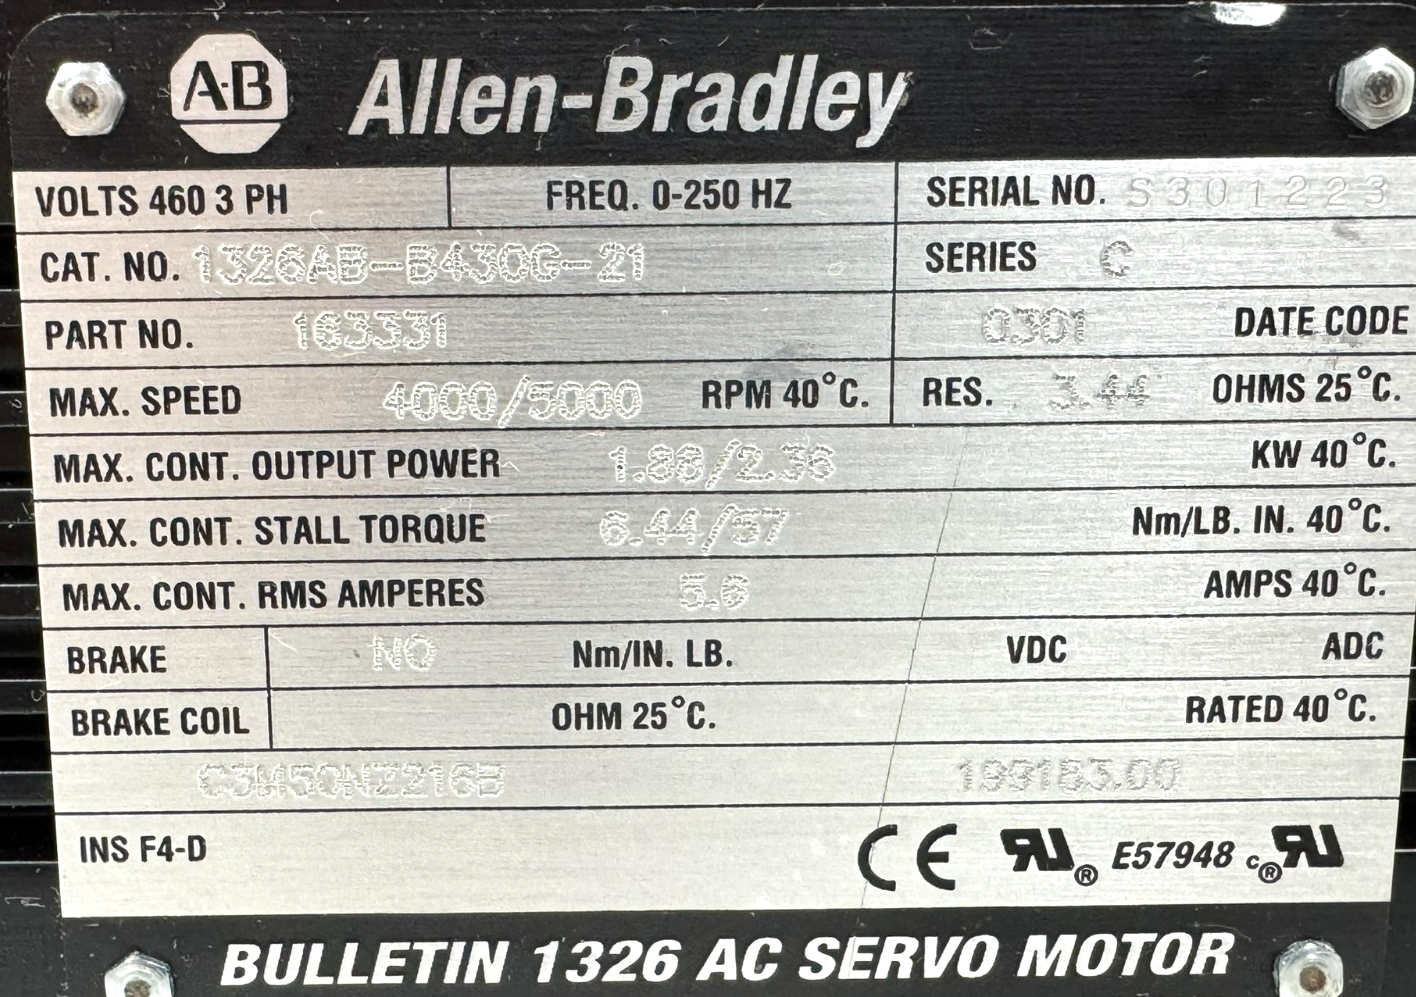 A-B Allen-Bradley
VOLTS 460 3 PH FREQ. 0-250 HZ SERIAL NO. S301223
CAT. NO. 1326AB-B430G-21 SERIES C
PART NO. 163331 0301 DATE CODE
MAX. SPEED 4000/5000 RPM 40°C. RES. 3.44 OHMS 25°C.
MAX. CONT. OUTPUT POWER 1.88/2.36 KW 40°C.
MAX. CONT. STALL TORQUE 6.44/57 Nm/LB. IN. 40°C.
MAX. CONT. RMS AMPERES 5.6 AMPS 40°C.
BRAKE NO Nm/IN. LB. VDC ADC
BRAKE COIL OHM 25°C. RATED 40°C.
199183.00
INS F4-D CE RU® E57948 c®RU
BULLETIN 1326 AC SERVO MOTOR